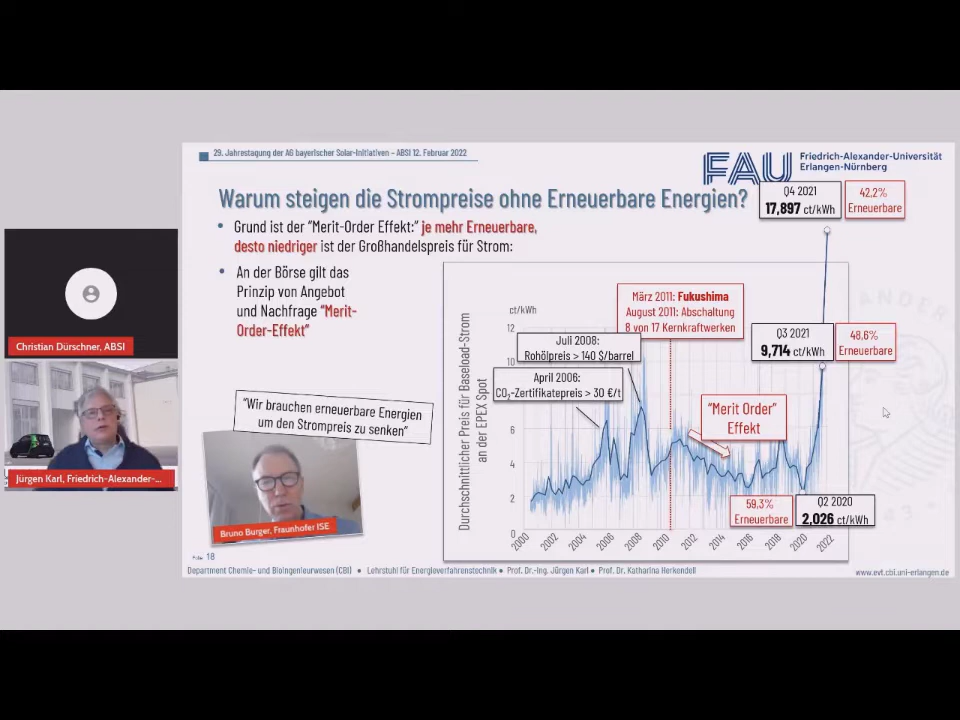 29. Jahrestagung der AG bayerischer Solar-Initiativen – ABSI 12. Februar 2022
FAU
Friedrich-Alexander-Universität
Erlangen-Nürnberg
Warum steigen die Strompreise ohne Erneuerbare Energien?
• Grund ist der "Merit-Order Effekt:" je mehr Erneuerbare,
desto niedriger ist der Großhandelspreis für Strom:
• An der Börse gilt das
Prinzip von Angebot
und Nachfrage "Merit-
Order-Effekt"
"Wir brauchen erneuerbare Energien
um den Strompreis zu senken"
Bruno Burger, Fraunhofer ISE
Christian Dürschner, ABSI
Jürgen Karl, Friedrich-Alexander-...
Q4 2021
17,897 ct/kWh
42,2%
Erneuerbare
Q3 2021
9,714 ct/kWh
48,6%
Erneuerbare
März 2011: Fukushima
August 2011: Abschaltung
8 von 17 Kernkraftwerken
Juli 2008:
Rohölpreis > 140 $/barrel
April 2006:
CO₂-Zertifikatepreis > 30 €/t
"Merit Order"
Effekt
59,3%
Erneuerbare
Q2 2020
2,026 ct/kWh
Durchschnittlicher Preis für Baseload-Strom
an der EPEX Spot
ct/kWh
12
10
6
4
2
0
2000
2002
2004
2006
2008
2010
2012
2014
2016
2018
2020
2022
18
Department Chemie- und Bioingenieurwesen (CBI) • Lehrstuhl für Energieverfahrenstechnik • Prof. Dr.-Ing. Jürgen Karl • Prof. Dr. Katharina Herkendell
www.evt.cbi.uni-erlangen.de